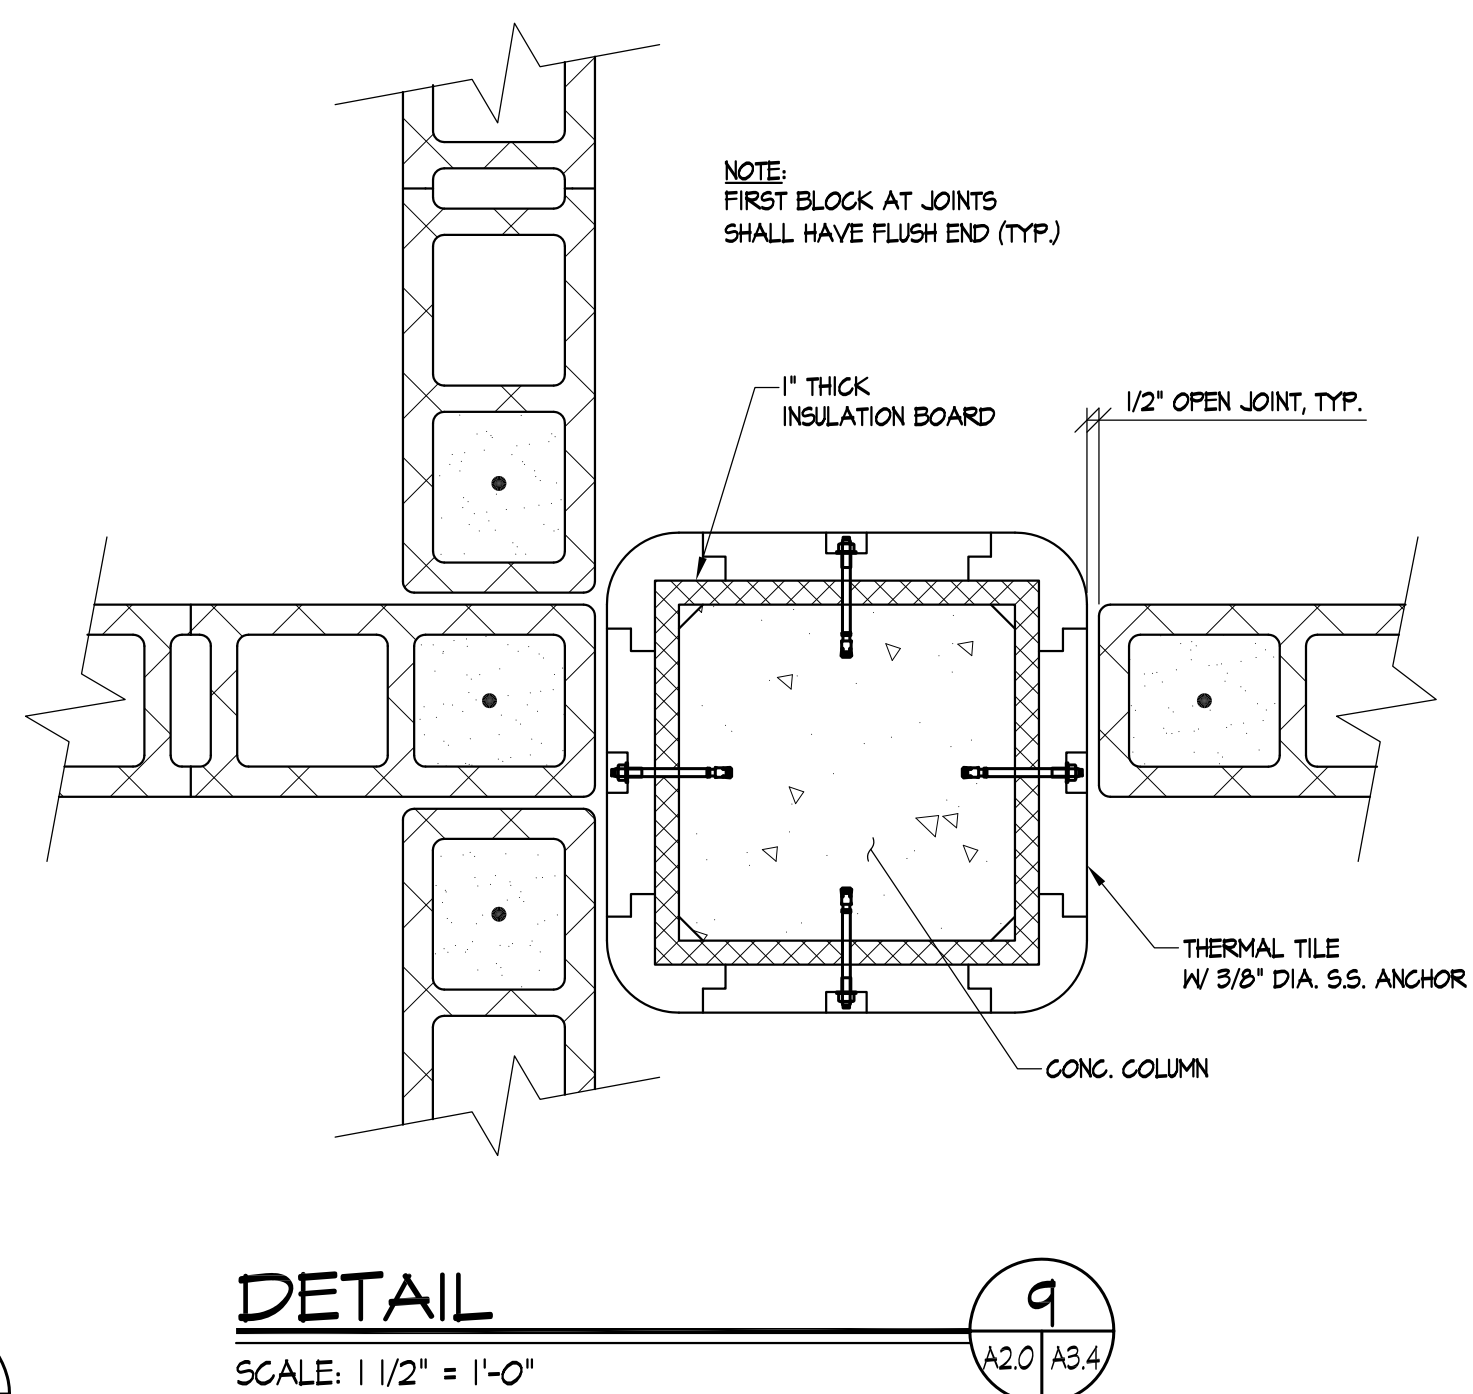 NOTE:
FIRST BLOCK AT JOINTS
SHALL HAVE FLUSH END (TYP.)
1" THICK
INSULATION BOARD
1/2" OPEN JOINT, TYP.
THERMAL TILE
W/ 3/8" DIA. S.S. ANCHOR
CONC. COLUMN
DETAIL
9
SCALE: 1 1/2" = 1'-0"
A2.0 A3.4